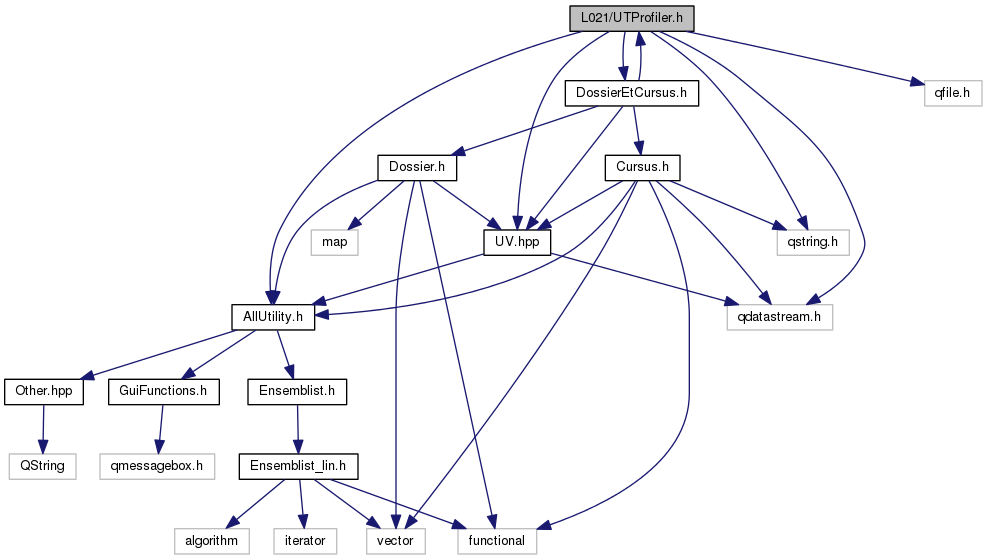 L021/UTProfiler.h
DossierEtCursus.h
qfile.h
Dossier.h
Cursus.h
map
UV.hpp
qstring.h
AllUtility.h
qdatastream.h
Other.hpp
GuiFunctions.h
Ensemblist.h
QString
qmessagebox.h
Ensemblist_lin.h
algorithm
iterator
vector
functional